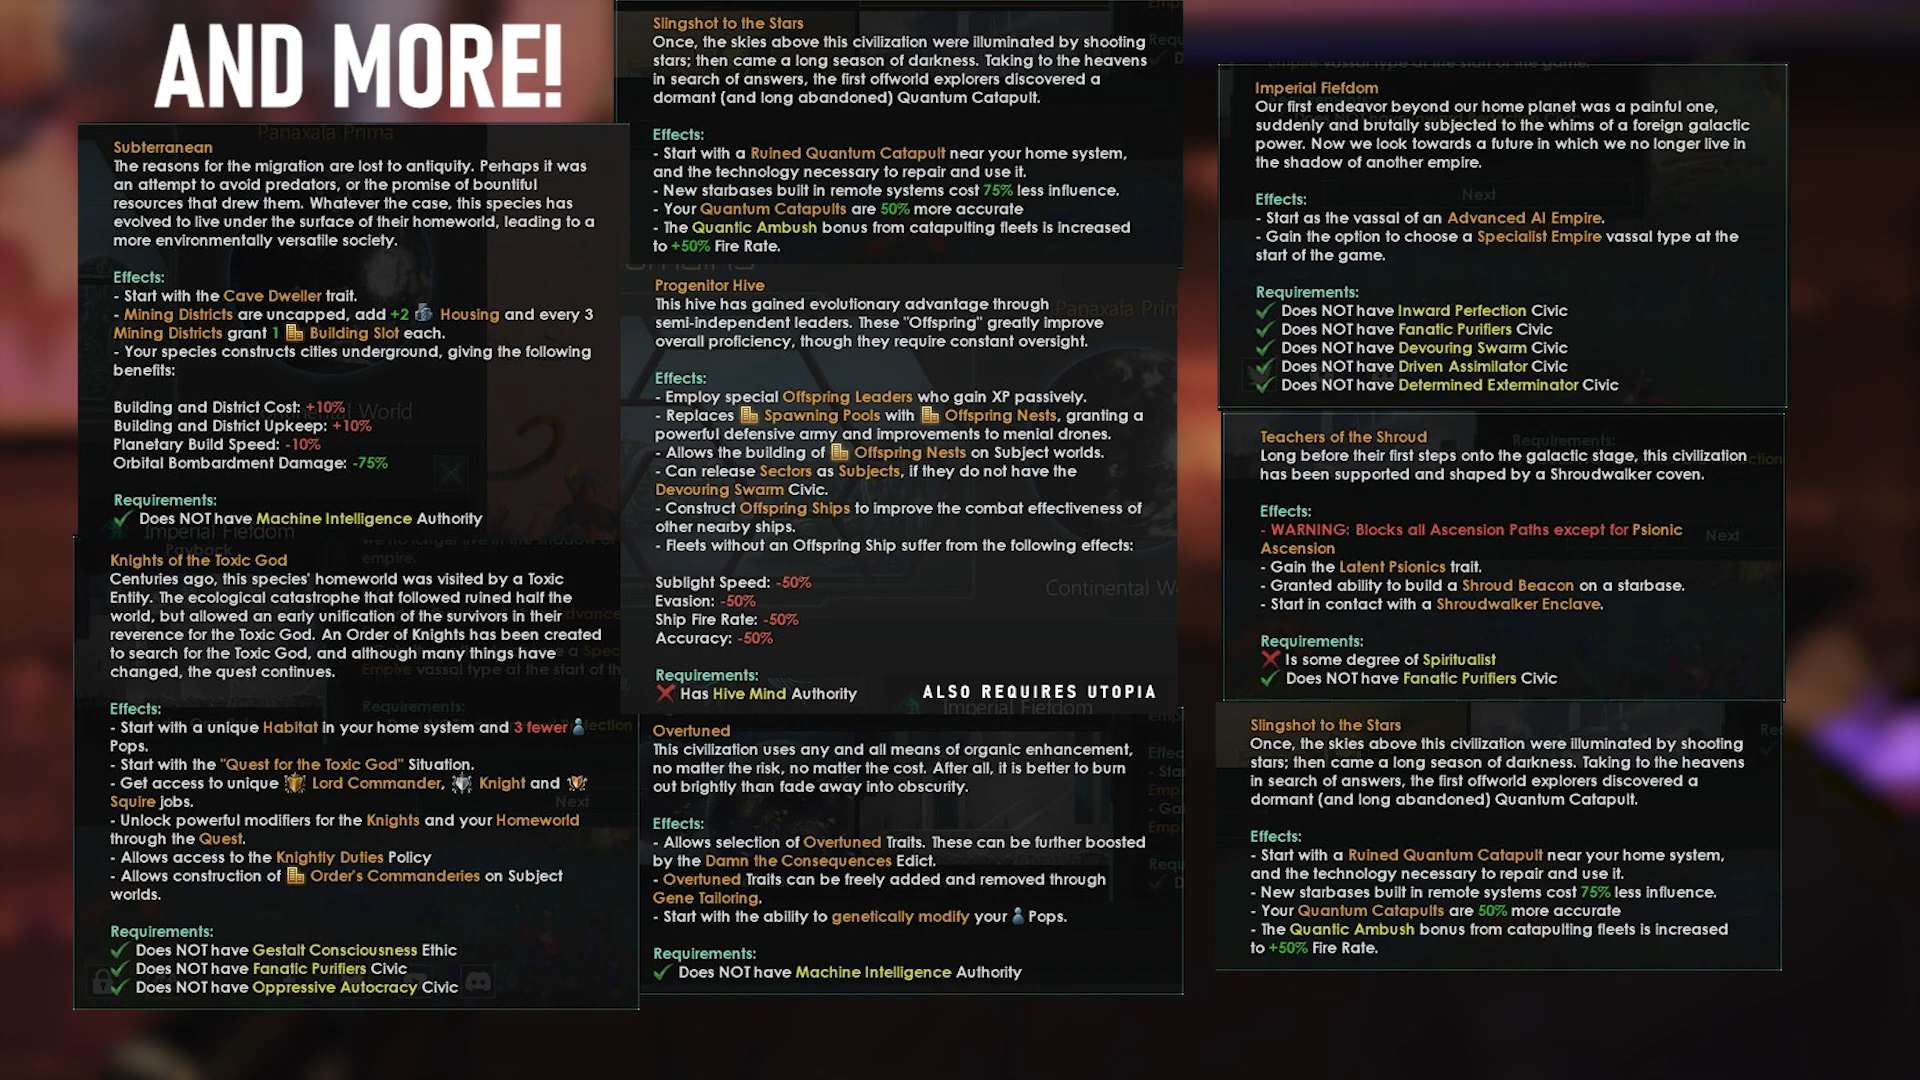 AND MORE!
Subterranean
The reasons for the migration are lost to antiquity. Perhaps it was
an attempt to avoid predators, or the promise of bountiful
resources that drew them. Whatever the case, this species has
evolved to live under the surface of their homeworld, leading to a
more environmentally versatile society.
Effects:
- Start with the Cave Dweller trait.
- Mining Districts are uncapped, add +2 Housing and every 3
Mining Districts grant 1 Building Slot each.
- Your species constructs cities underground, giving the following
benefits:
Building and District Cost: +10%
Building and District Upkeep: +10%
Planetary Build Speed: -10%
Orbital Bombardment Damage: -75%
Requirements:
Does NOT have Machine Intelligence Authority
Knights of the Toxic God
Centuries ago, this species' homeworld was visited by a Toxic
Entity. The ecological catastrophe that followed ruined half the
world, but allowed an early unification of the survivors in their
reverence for the Toxic God. An Order of Knights has been created
to search for the Toxic God, and although many things have
changed, the quest continues.
Effects:
- Start with a unique Habitat in your home system and 3 fewer
Pops.
- Start with the "Quest for the Toxic God" Situation.
- Get access to unique Lord Commander, Knight and
Squire jobs.
- Unlock powerful modifiers for the Knights and your Homeworld
through the Quest.
- Allows access to the Knightly Duties Policy
- Allows construction of Order's Commanderies on Subject
worlds.
Requirements:
Does NOT have Gestalt Consciousness Ethic
Does NOT have Fanatic Purifiers Civic
Does NOT have Oppressive Autocracy Civic
Slingshot to the Stars
Once, the skies above this civilization were illuminated by shooting
stars; then came a long season of darkness. Taking to the heavens
in search of answers, the first offworld explorers discovered a
dormant (and long abandoned) Quantum Catapult.
Effects:
- Start with a Ruined Quantum Catapult near your home system,
and the technology necessary to repair and use it.
- New starbases built in remote systems cost 75% less influence.
- Your Quantum Catapults are 50% more accurate
- The Quantic Ambush bonus from catapulting fleets is increased
to +50% Fire Rate.
Progenitor Hive
This hive has gained evolutionary advantage through
semi-independent leaders. These "Offspring" greatly improve
overall proficiency, though they require constant oversight.
Effects:
- Employ special Offspring Leaders who gain XP passively.
- Replaces Spawning Pools with Offspring Nests, granting a
powerful defensive army and improvements to menial drones.
- Allows the building of Offspring Nests on Subject worlds.
- Can release Sectors as Subjects, if they do not have the
Devouring Swarm Civic.
- Construct Offspring Ships to improve the combat effectiveness of
other nearby ships.
- Fleets without an Offspring Ship suffer from the following effects:
Sublight Speed: -50%
Evasion: -50%
Ship Fire Rate: -50%
Accuracy: -50%
Requirements:
Has Hive Mind Authority
ALSO REQUIRES UTOPIA
Overtuned
This civilization uses any and all means of organic enhancement,
no matter the risk, no matter the cost. After all, it is better to burn
out brightly than fade away into obscurity.
Effects:
- Allows selection of Overtuned Traits. These can be further boosted
by the Damn the Consequences Edict.
- Overtuned Traits can be freely added and removed through
Gene Tailoring.
- Start with the ability to genetically modify your Pops.
Requirements:
Does NOT have Machine Intelligence Authority
Imperial Fiefdom
Our first endeavor beyond our home planet was a painful one,
suddenly and brutally subjected to the whims of a foreign galactic
power. Now we look towards a future in which we no longer live in
the shadow of another empire.
Effects:
- Start as the vassal of an Advanced AI Empire.
- Gain the option to choose a Specialist Empire vassal type at the
start of the game.
Requirements:
Does NOT have Inward Perfection Civic
Does NOT have Fanatic Purifiers Civic
Does NOT have Devouring Swarm Civic
Does NOT have Driven Assimilator Civic
Does NOT have Determined Exterminator Civic
Teachers of the Shroud
Long before their first steps onto the galactic stage, this civilization
has been supported and shaped by a Shroudwalker coven.
Effects:
- WARNING: Blocks all Ascension Paths except for Psionic
Ascension
- Gain the Latent Psionics trait.
- Granted ability to build a Shroud Beacon on a starbase.
- Start in contact with a Shroudwalker Enclave.
Requirements:
Is some degree of Spiritualist
Does NOT have Fanatic Purifiers Civic
Slingshot to the Stars
Once, the skies above this civilization were illuminated by shooting
stars; then came a long season of darkness. Taking to the heavens
in search of answers, the first offworld explorers discovered a
dormant (and long abandoned) Quantum Catapult.
Effects:
- Start with a Ruined Quantum Catapult near your home system,
and the technology necessary to repair and use it.
- New starbases built in remote systems cost 75% less influence.
- Your Quantum Catapults are 50% more accurate
- The Quantic Ambush bonus from catapulting fleets is increased
to +50% Fire Rate.